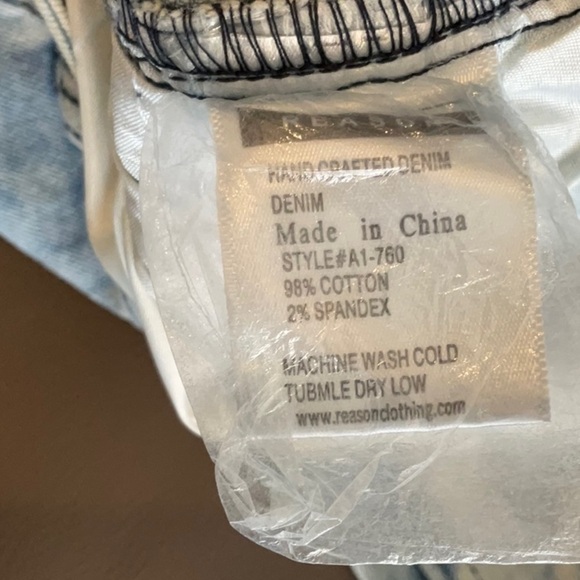 REASON
HAND CRAFTED DENIM
DENIM
Made in China
STYLE#A1-760
98% COTTON
2% SPANDEX
MACHINE WASH COLD
TUBMLE DRY LOW
www.reasonclothing.com